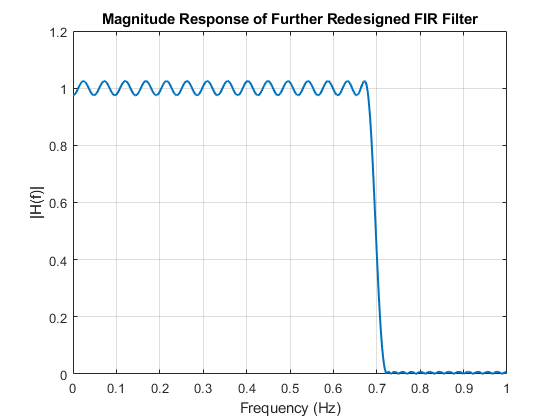 Magnitude Response of Further Redesigned FIR Filter
1.2
1
0.8
0.6
0.4
0.2
0
|H(f)|
0 0.1 0.2 0.3 0.4 0.5 0.6 0.7 0.8 0.9 1
Frequency (Hz)